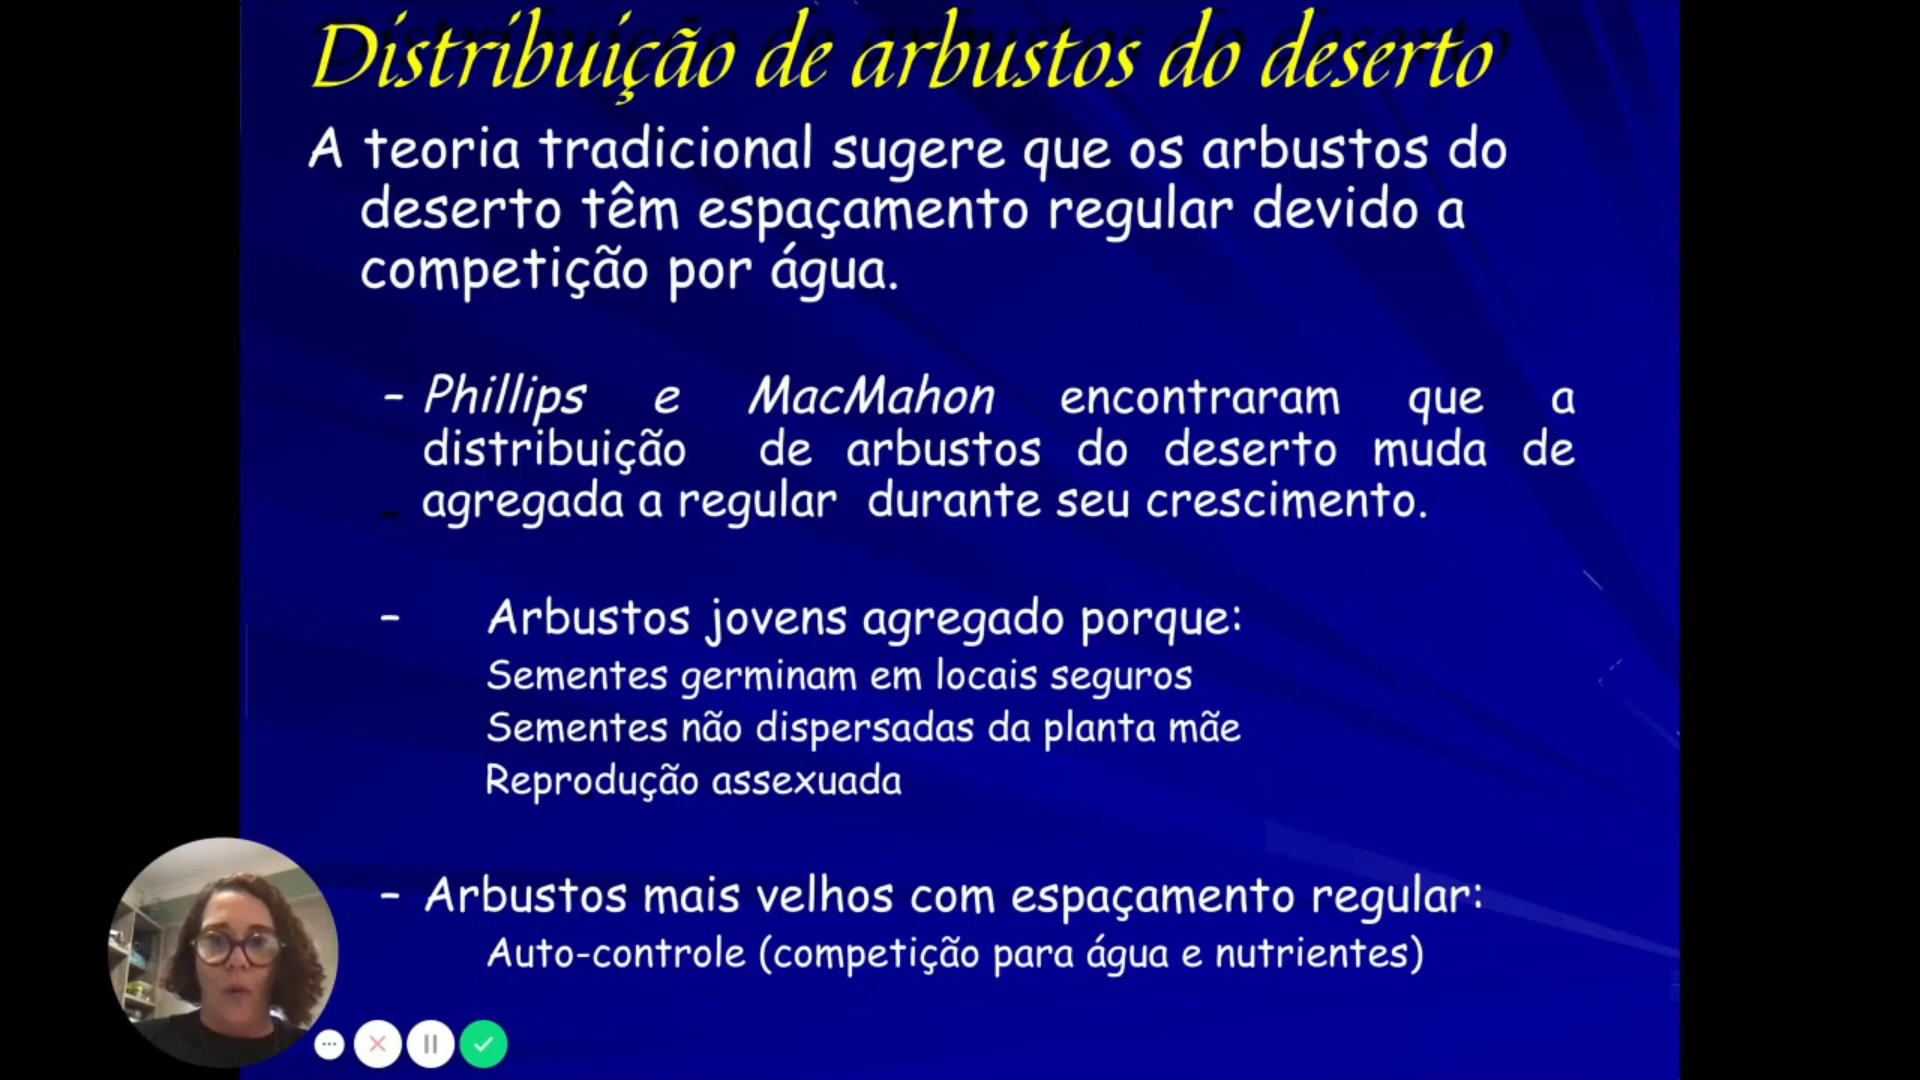 Distribuição de arbustos do deserto
A teoria tradicional sugere que os arbustos do
deserto têm espaçamento regular devido a
competição por água.
– Phillips e MacMahon encontraram que a
distribuição de arbustos do deserto muda de
agregada a regular durante seu crescimento.
– Arbustos jovens agregado porque:
Sementes germinam em locais seguros
Sementes não dispersadas da planta mãe
Reprodução assexuada
– Arbustos mais velhos com espaçamento regular:
Auto-controle (competição para água e nutrientes)